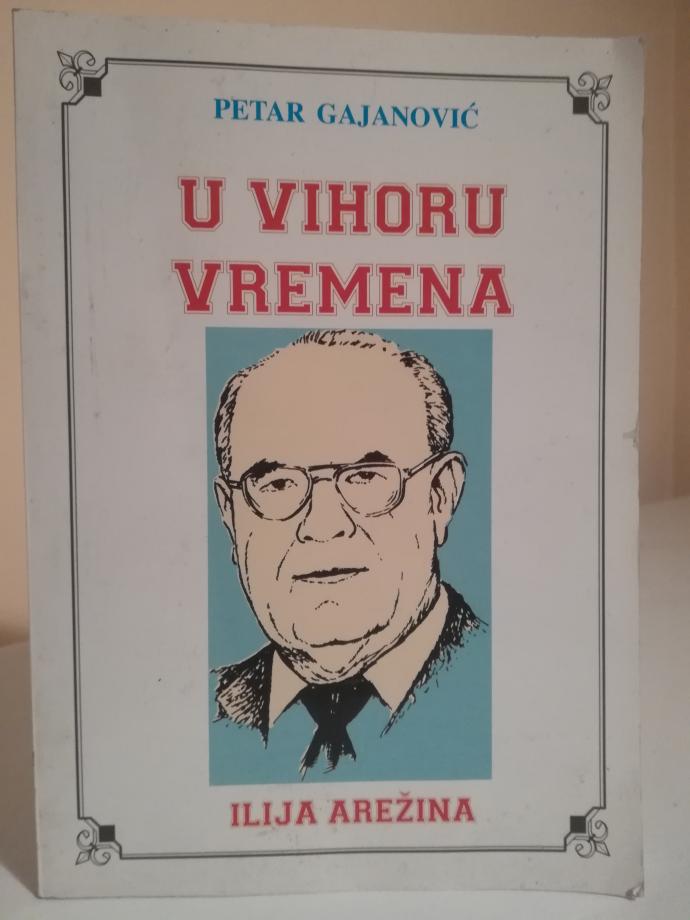 PETAR GAJANOVIĆ
U VIHORU
VREMENA
ILIJA AREŽINA